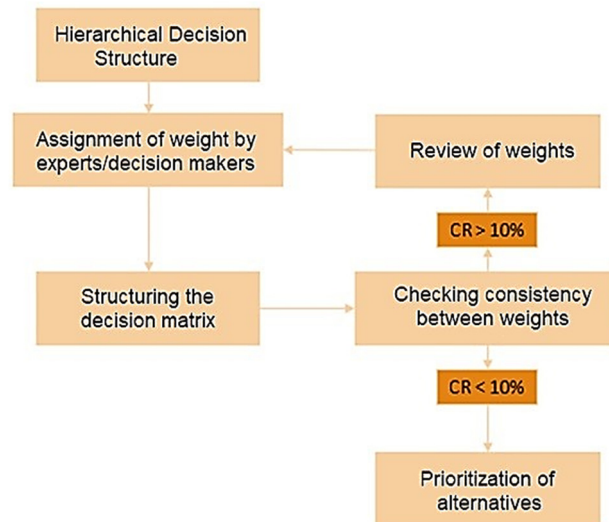 Hierarchical Decision
Structure
Assignment of weight by
experts/decision makers
Review of weights
CR > 10%
Structuring the
decision matrix
Checking consistency
between weights
CR < 10%
Prioritization of
alternatives